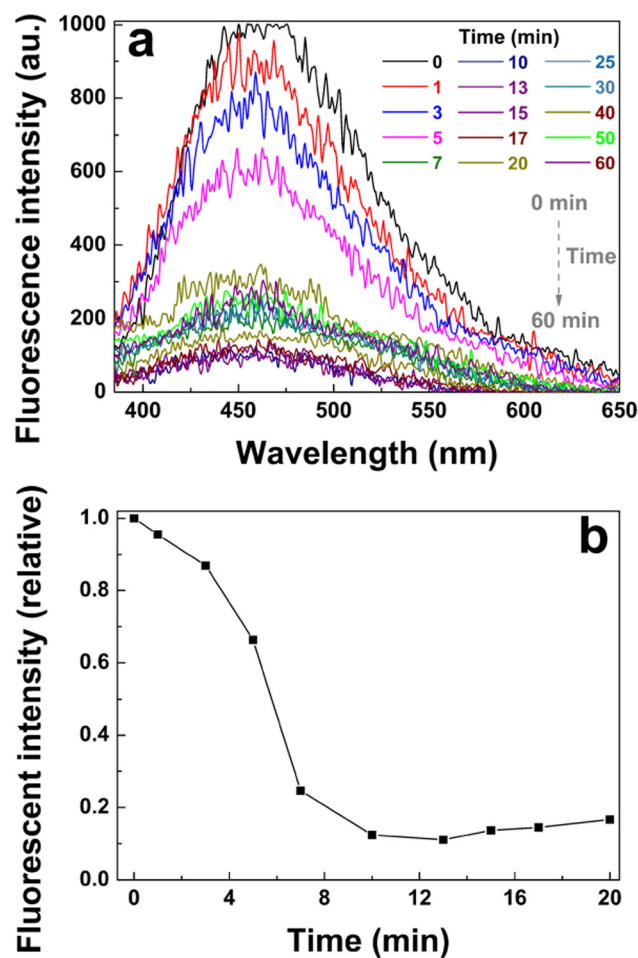 a
Time (min)
0 10 25
1 13 30
3 15 40
5 17 50
7 20 60
0 min
Time
60 min
1000
800
600
400
200
0
400 450 500 550 600 650
Fluorescence intensity (au.)
Wavelength (nm)
b
1.0
0.8
0.6
0.4
0.2
0.0
0 4 8 12 16 20
Fluorescent intensity (relative)
Time (min)